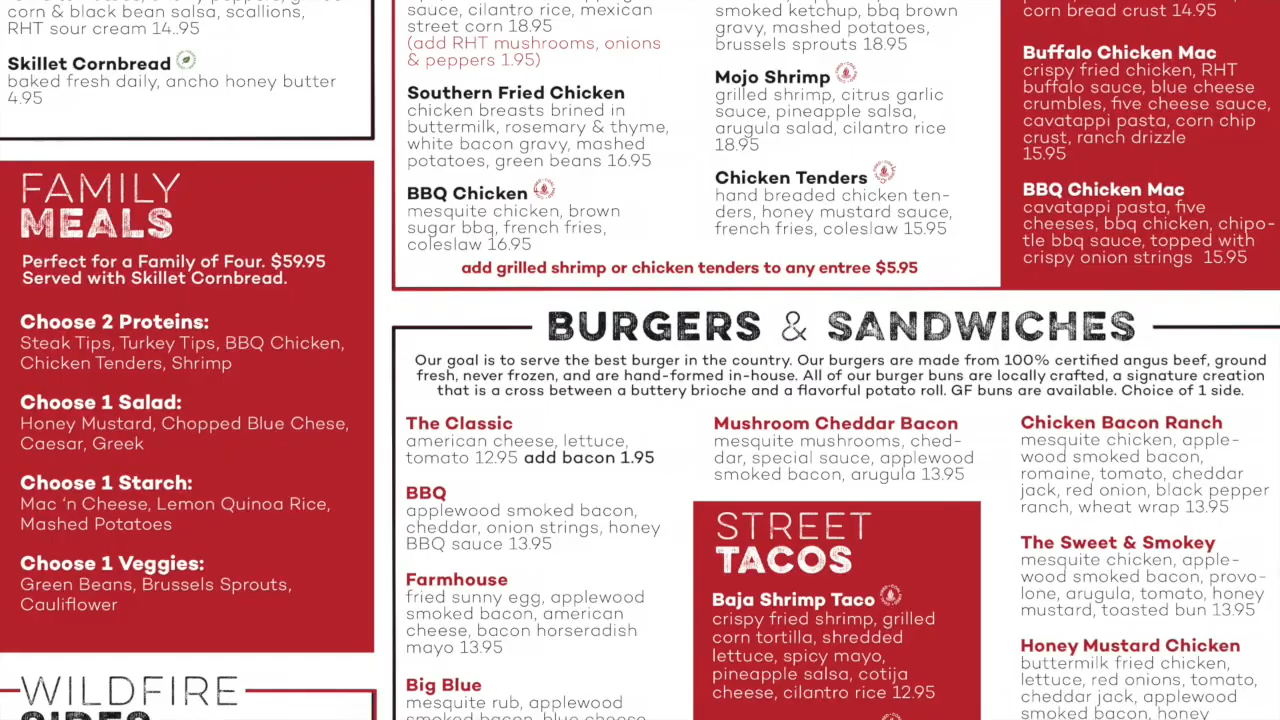 corn & black bean salsa, scallions,
RHT sour cream 14..95
Skillet Cornbread
baked fresh daily, ancho honey butter
4.95
FAMILY
MEALS
Perfect for a Family of Four. $59.95
Served with Skillet Cornbread.
Choose 2 Proteins:
Steak Tips, Turkey Tips, BBQ Chicken,
Chicken Tenders, Shrimp
Choose 1 Salad:
Honey Mustard, Chopped Blue Chese,
Caesar, Greek
Choose 1 Starch:
Mac ‘n Cheese, Lemon Quinoa Rice,
Mashed Potatoes
Choose 1 Veggies:
Green Beans, Brussels Sprouts,
Cauliflower
WILDFIRE
SIDES
sauce, cilantro rice, mexican
street corn 18.95
(add RHT mushrooms, onions
& peppers 1.95)
Southern Fried Chicken
chicken breasts brined in
buttermilk, rosemary & thyme,
white bacon gravy, mashed
potatoes, green beans 16.95
BBQ Chicken
mesquite chicken, brown
sugar bbq, french fries,
coleslaw 16.95
smoked ketchup, bbq brown
gravy, mashed potatoes,
brussels sprouts 18.95
Mojo Shrimp
grilled shrimp, citrus garlic
sauce, pineapple salsa,
arugula salad, cilantro rice
18.95
Chicken Tenders
hand breaded chicken ten-
ders, honey mustard sauce,
french fries, coleslaw 15.95
add grilled shrimp or chicken tenders to any entree $5.95
corn bread crust 14.95
Buffalo Chicken Mac
crispy fried chicken, RHT
buffalo sauce, blue cheese
crumbles, five cheese sauce,
cavatappi pasta, corn chip
crust, ranch drizzle
15.95
BBQ Chicken Mac
cavatappi pasta, five
cheeses, bbq chicken, chipo-
tle bbq sauce, topped with
crispy onion strings 15.95
BURGERS & SANDWICHES
Our goal is to serve the best burger in the country. Our burgers are made from 100% certified angus beef, ground
fresh, never frozen, and are hand-formed in-house. All of our burger buns are locally crafted, a signature creation
that is a cross between a buttery brioche and a flavorful potato roll. GF buns are available. Choice of 1 side.
The Classic
american cheese, lettuce,
tomato 12.95 add bacon 1.95
BBQ
applewood smoked bacon,
cheddar, onion strings, honey
BBQ sauce 13.95
Farmhouse
fried sunny egg, applewood
smoked bacon, american
cheese, bacon horseradish
mayo 13.95
Big Blue
mesquite rub, applewood
smoked bacon, blue cheese
Mushroom Cheddar Bacon
mesquite mushrooms, ched-
dar, special sauce, applewood
smoked bacon, arugula 13.95
STREET
TACOS
Baja Shrimp Taco
crispy fried shrimp, grilled
corn tortilla, shredded
lettuce, spicy mayo,
pineapple salsa, cotija
cheese, cilantro rice 12.95
Chicken Bacon Ranch
mesquite chicken, apple-
wood smoked bacon,
romaine, tomato, cheddar
jack, red onion, black pepper
ranch, wheat wrap 13.95
The Sweet & Smokey
mesquite chicken, apple-
wood smoked bacon, provo-
lone, arugula, tomato, honey
mustard, toasted bun 13.95
Honey Mustard Chicken
buttermilk fried chicken,
lettuce, red onions, tomato,
cheddar jack, applewood
smoked bacon, honey